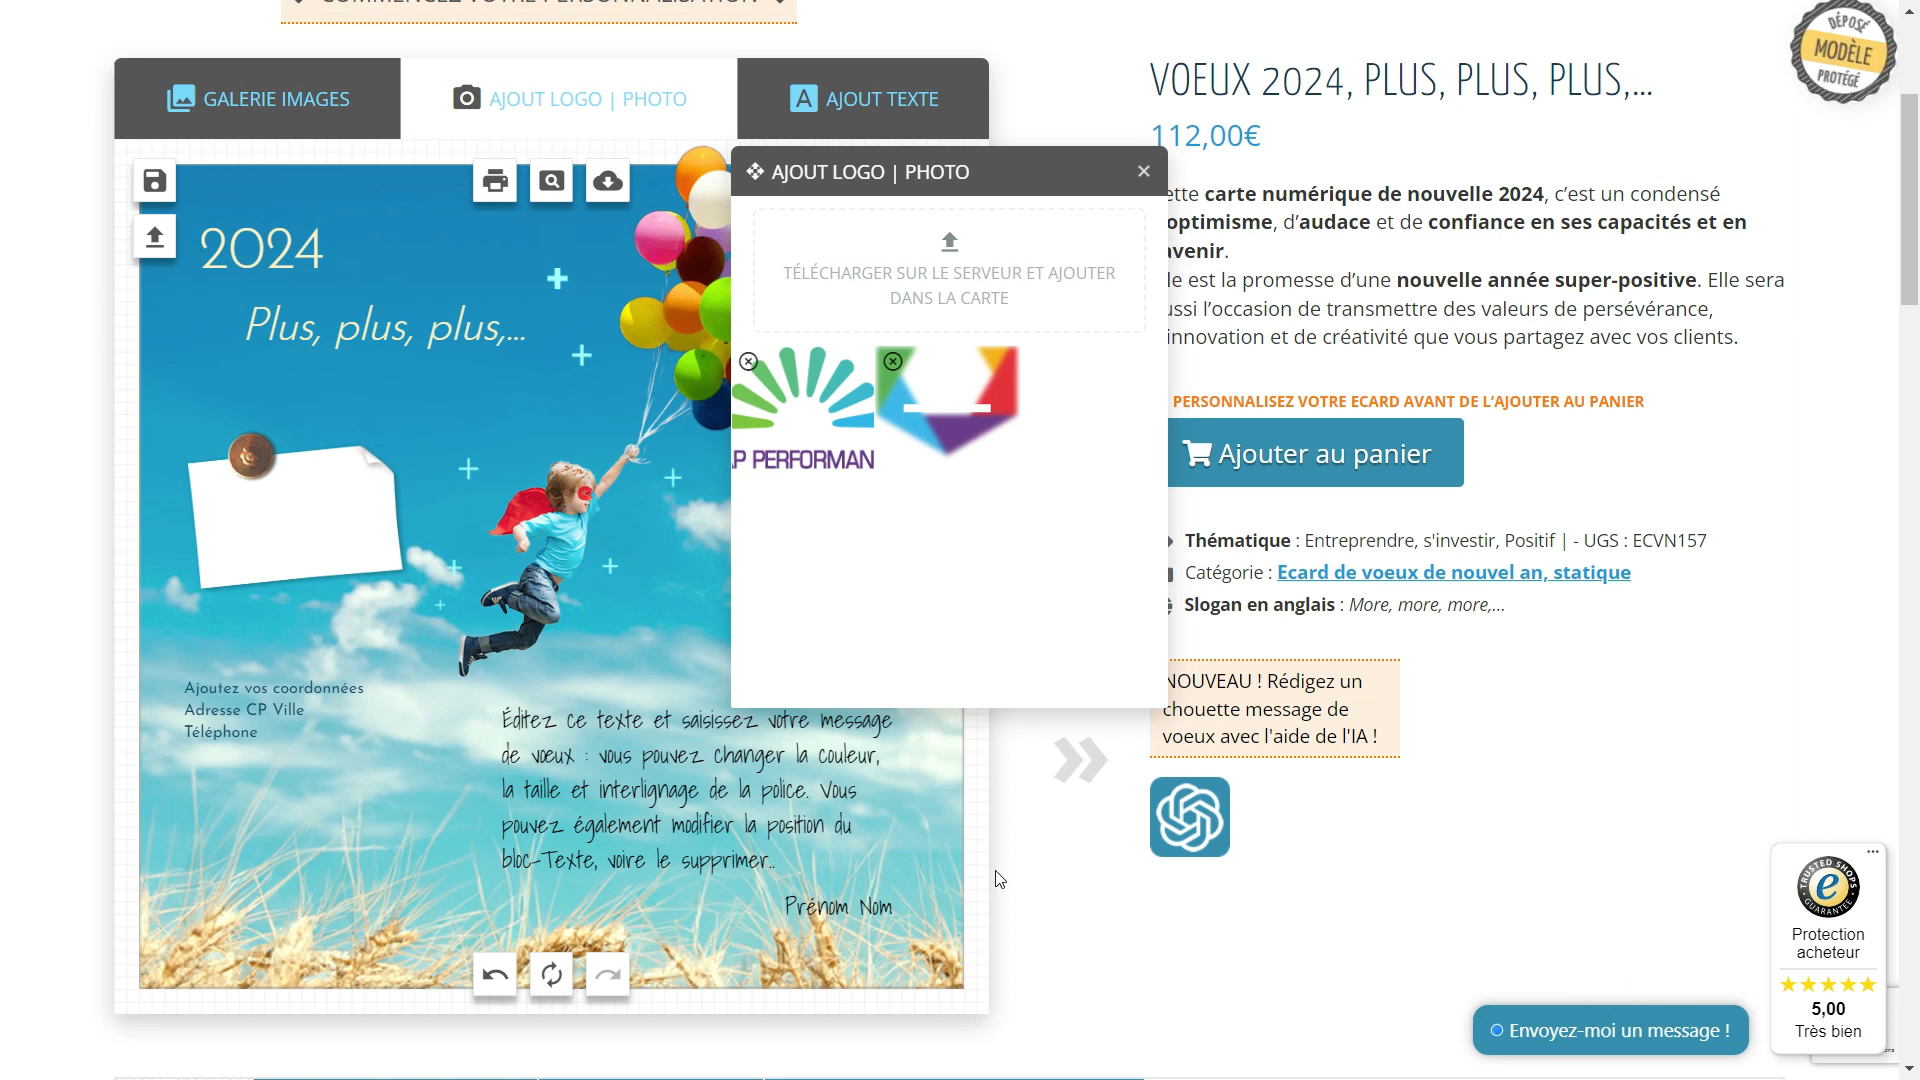 COMMENCEZ VOTRE PERSONNALISATION
DÉPOSÉ
MODÈLE
PROTÉGÉ
GALERIE IMAGES
AJOUT LOGO | PHOTO
AJOUT TEXTE
VOEUX 2024, PLUS, PLUS, PLUS,...
112,00€
AJOUT LOGO | PHOTO
TÉLÉCHARGER SUR LE SERVEUR ET AJOUTER
DANS LA CARTE
P PERFORMAN
2024
Plus, plus, plus,...
Ajoutez vos coordonnées
Adresse CP Ville
Téléphone
Éditez ce texte et saisissez votre message
de vœux : vous pouvez changer la couleur,
la taille et interlignage de la police. Vous
pouvez également modifier la position du
bloc-Texte, voire le supprimer..
Prénom Nom
ette carte numérique de nouvelle 2024, c’est un condensé
optimisme, d’audace et de confiance en ses capacités et en
avenir.
le est la promesse d’une nouvelle année super-positive. Elle sera
ussi l’occasion de transmettre des valeurs de persévérance,
innovation et de créativité que vous partagez avec vos clients.
PERSONNALISEZ VOTRE ECARD AVANT DE L’AJOUTER AU PANIER
Ajouter au panier
Thématique : Entreprendre, s'investir, Positif | - UGS : ECVN157
Catégorie : Ecard de voeux de nouvel an, statique
Slogan en anglais : More, more, more,...
NOUVEAU ! Rédigez un
chouette message de
voeux avec l'aide de l'IA !
TRUSTED SHOPS
GUARANTEE
Protection
acheteur
5,00
Très bien
Envoyez-moi un message !